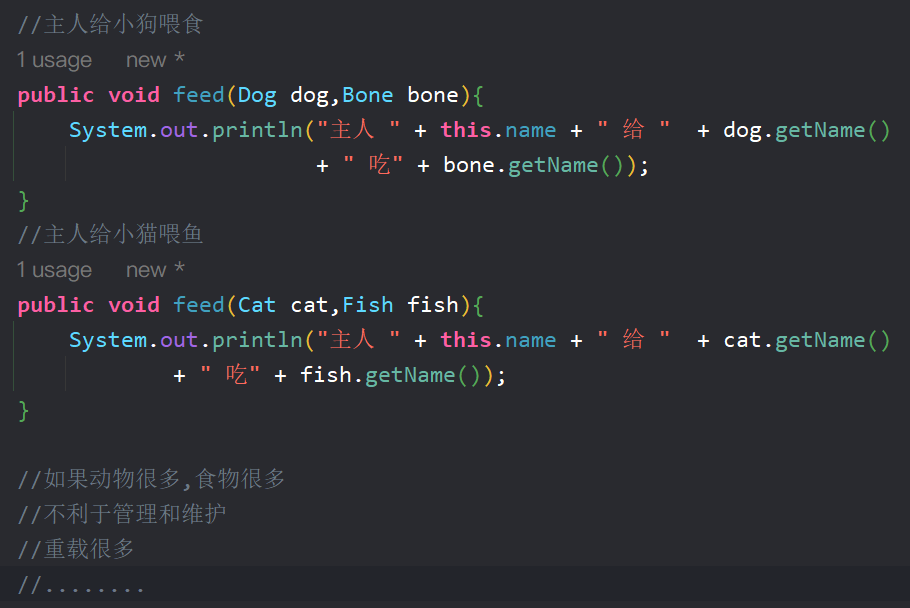 //主人给小狗喂食
1 usage new *
public void feed(Dog dog,Bone bone){
System.out.println("主人 " + this.name + " 给 " + dog.getName()
+ " 吃" + bone.getName());
}
//主人给小猫喂鱼
1 usage new *
public void feed(Cat cat,Fish fish){
System.out.println("主人 " + this.name + " 给 " + cat.getName()
+ " 吃" + fish.getName());
}
//如果动物很多,食物很多
//不利于管理和维护
//重载很多
//........